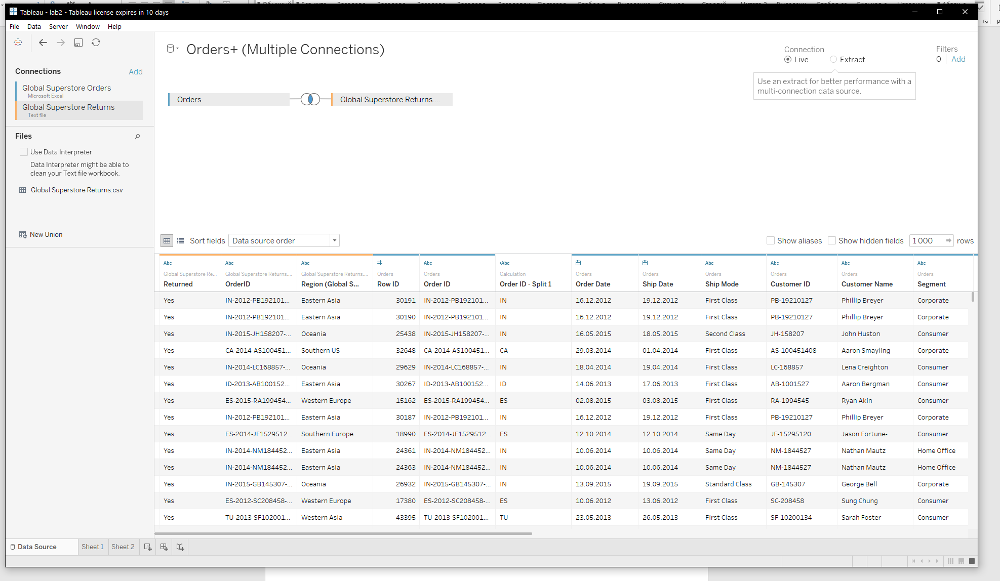 Tableau - lab2 - Tableau license expires in 10 days
File Data Server Window Help
Orders+ (Multiple Connections)
Connection
Live Extract
Filters
0 Add
Use an extract for better performance with a
multi-connection data source.
Connections Add
Global Superstore Orders
Microsoft Excel
Global Superstore Returns
Text file
Files
Use Data Interpreter
Data Interpreter might be able to
clean your Text file workbook.
Global Superstore Returns.csv
New Union
Orders Global Superstore Returns....
Sort fields Data source order Show aliases Show hidden fields 1 000 rows
Abc Abc Abc # Abc =Abc Abc Abc Abc Abc
Global Superstore Re... Global Superstore Returns.... Global Superstore Returns.... Orders Orders Calculation Orders Orders Orders Orders Orders Orders
Returned OrderID Region (Global S... Row ID Order ID Order ID - Split 1 Order Date Ship Date Ship Mode Customer ID Customer Name Segment
Yes IN-2012-PB192101... Eastern Asia 30191 IN-2012-PB192101... IN 16.12.2012 19.12.2012 First Class PB-19210127 Phillip Breyer Corporate
Yes IN-2012-PB192101... Eastern Asia 30190 IN-2012-PB192101... IN 16.12.2012 19.12.2012 First Class PB-19210127 Phillip Breyer Corporate
Yes IN-2015-JH158207-... Oceania 25438 IN-2015-JH158207-... IN 16.05.2015 18.05.2015 Second Class JH-158207 John Huston Consumer
Yes CA-2014-AS100451... Southern US 32648 CA-2014-AS100451... CA 29.03.2014 01.04.2014 First Class AS-100451408 Aaron Smayling Corporate
Yes IN-2014-LC168857-... Oceania 29629 IN-2014-LC168857-... IN 18.04.2014 19.04.2014 First Class LC-168857 Lena Creighton Consumer
Yes ID-2013-AB100152... Eastern Asia 30267 ID-2013-AB100152... ID 14.06.2013 17.06.2013 First Class AB-1001527 Aaron Bergman Consumer
Yes ES-2015-RA199454... Western Europe 15162 ES-2015-RA199454... ES 02.08.2015 03.08.2015 First Class RA-1994545 Ryan Akin Consumer
Yes IN-2012-PB192101... Eastern Asia 30187 IN-2012-PB192101... IN 16.12.2012 19.12.2012 First Class PB-19210127 Phillip Breyer Corporate
Yes ES-2014-JF1529512... Southern Europe 18990 ES-2014-JF1529512... ES 12.10.2014 12.10.2014 Same Day JF-15295120 Jason Fortune- Consumer
Yes IN-2014-NM184452... Eastern Asia 24361 IN-2014-NM184452... IN 10.06.2014 10.06.2014 Same Day NM-1844527 Nathan Mautz Home Office
Yes IN-2014-NM184452... Eastern Asia 24363 IN-2014-NM184452... IN 10.06.2014 10.06.2014 Same Day NM-1844527 Nathan Mautz Home Office
Yes IN-2015-GB145307-... Oceania 26932 IN-2015-GB145307-... IN 13.09.2015 19.09.2015 Standard Class GB-145307 George Bell Corporate
Yes ES-2012-SC208458-... Western Europe 17380 ES-2012-SC208458-... ES 10.06.2012 13.06.2012 First Class SC-208458 Sung Chung Consumer
Yes TU-2013-SF102001... Western Asia 43395 TU-2013-SF102001... TU 23.05.2013 26.05.2013 First Class SF-10200134 Sarah Foster Consumer
Data Source Sheet 1 Sheet 2